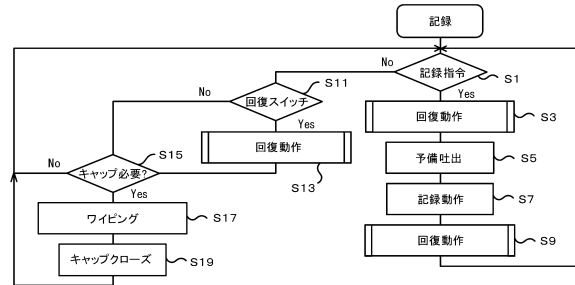 記録
記録指令
S1
No
Yes
回復動作
S3
予備吐出
S5
記録動作
S7
回復動作
S9
回復スイッチ
S11
No
Yes
回復動作
S13
キャップ必要?
S15
No
Yes
ワイピング
S17
キャップクローズ
S19